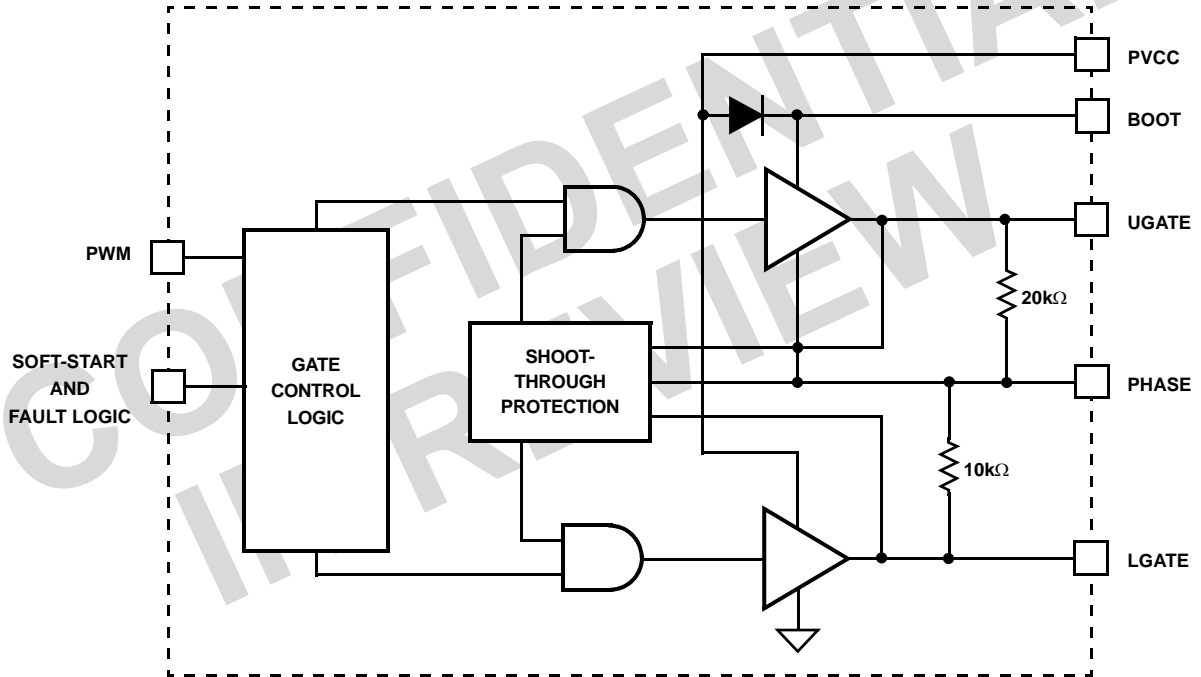 CONFIDENTIAL
IN REVIEW
PVCC
BOOT
UGATE
PWM
20kΩ
SOFT-START
AND
FAULT LOGIC
GATE
CONTROL
LOGIC
SHOOT-
THROUGH
PROTECTION
PHASE
10kΩ
LGATE